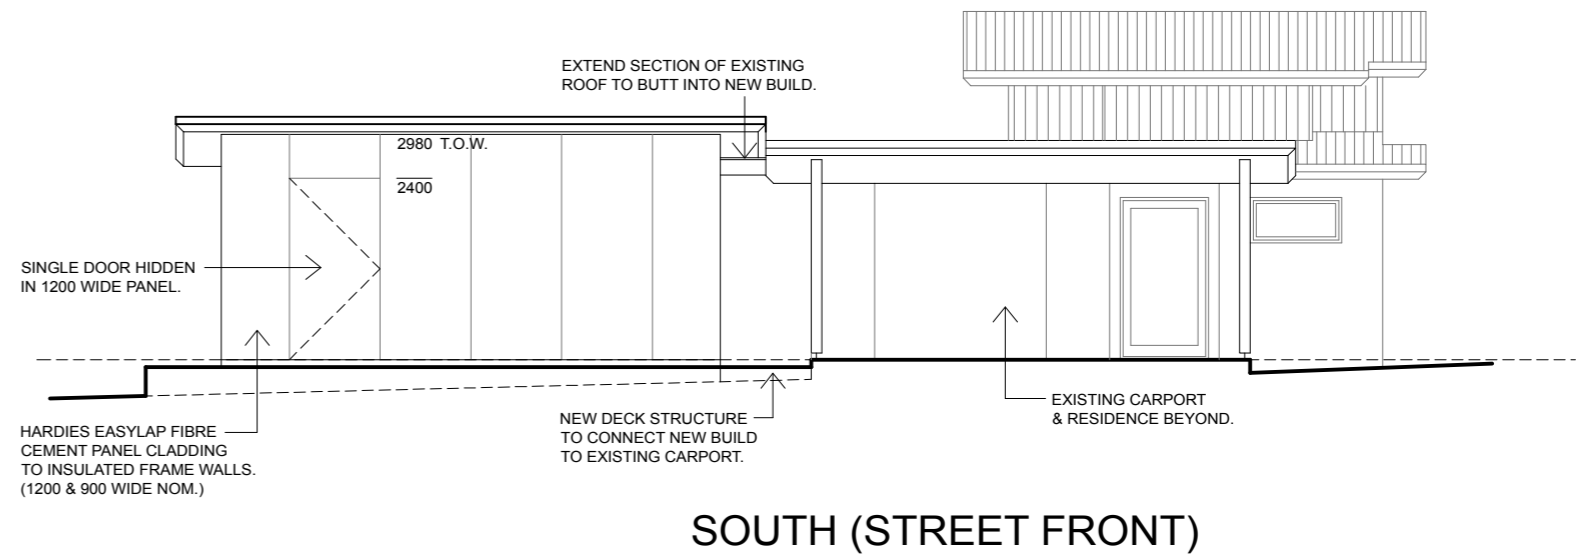 EXTEND SECTION OF EXISTING
ROOF TO BUTT INTO NEW BUILD.
2980 T.O.W.
2400
SINGLE DOOR HIDDEN
IN 1200 WIDE PANEL.
HARDIES EASYLAP FIBRE
CEMENT PANEL CLADDING
TO INSULATED FRAME WALLS.
(1200 & 900 WIDE NOM.)
NEW DECK STRUCTURE
TO CONNECT NEW BUILD
TO EXISTING CARPORT.
EXISTING CARPORT
& RESIDENCE BEYOND.
SOUTH (STREET FRONT)